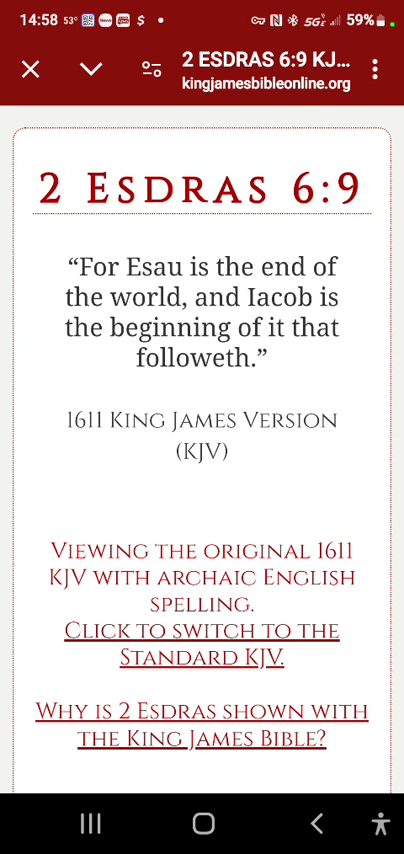 14:58 53° News $ • 5GE 59%
2 ESDRAS 6:9 KJ...
kingjamesbibleonline.org
2 ESDRAS 6:9
“For Esau is the end of
the world, and Iacob is
the beginning of it that
followeth.”
1611 KING JAMES VERSION
(KJV)
VIEWING THE ORIGINAL 1611
KJV WITH ARCHAIC ENGLISH
SPELLING.
CLICK TO SWITCH TO THE
STANDARD KJV.
WHY IS 2 ESDRAS SHOWN WITH
THE KING JAMES BIBLE?